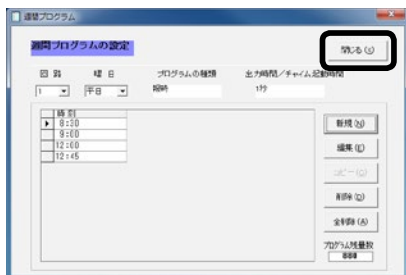 週間プログラム
週間プログラムの設定
閉じる(S)
回路 曜日 プログラムの種類 出力時間/チャイム起動時間
1 平日 報時 1秒
時刻
8:30
9:00
12:00
12:45
新規(N)
編集(E)
コピー(C)
削除(D)
全削除(A)
プログラム残量数
880